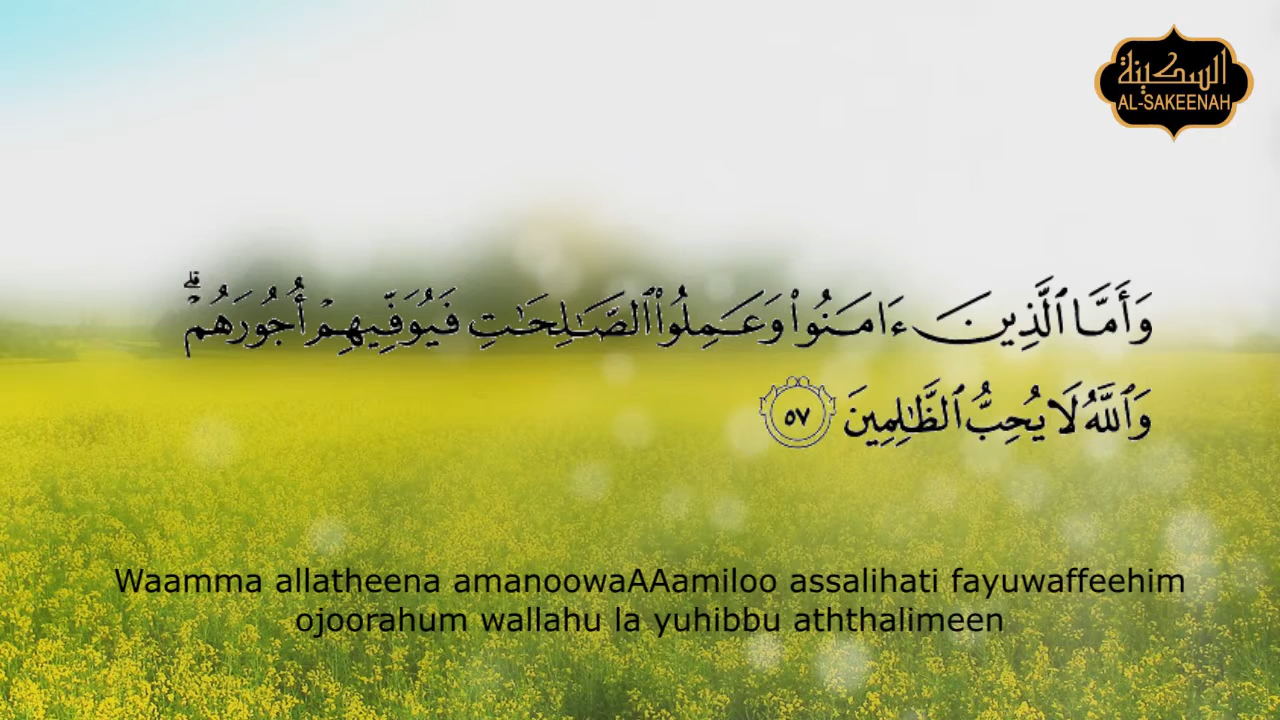 السكينة
AL-SAKEENAH
وَأَمَّا ٱلَّذِينَ ءَامَنُوا۟ وَعَمِلُوا۟ ٱلصَّـٰلِحَـٰتِ فَيُوَفِّيهِمْ أُجُورَهُمْ ۗ
وَٱللَّهُ لَا يُحِبُّ ٱلظَّـٰلِمِينَ ٥٧
Waamma allatheena amanoowaAAamiloo assalihati fayuwaffeehim
ojoorahum wallahu la yuhibbu aththalimeen